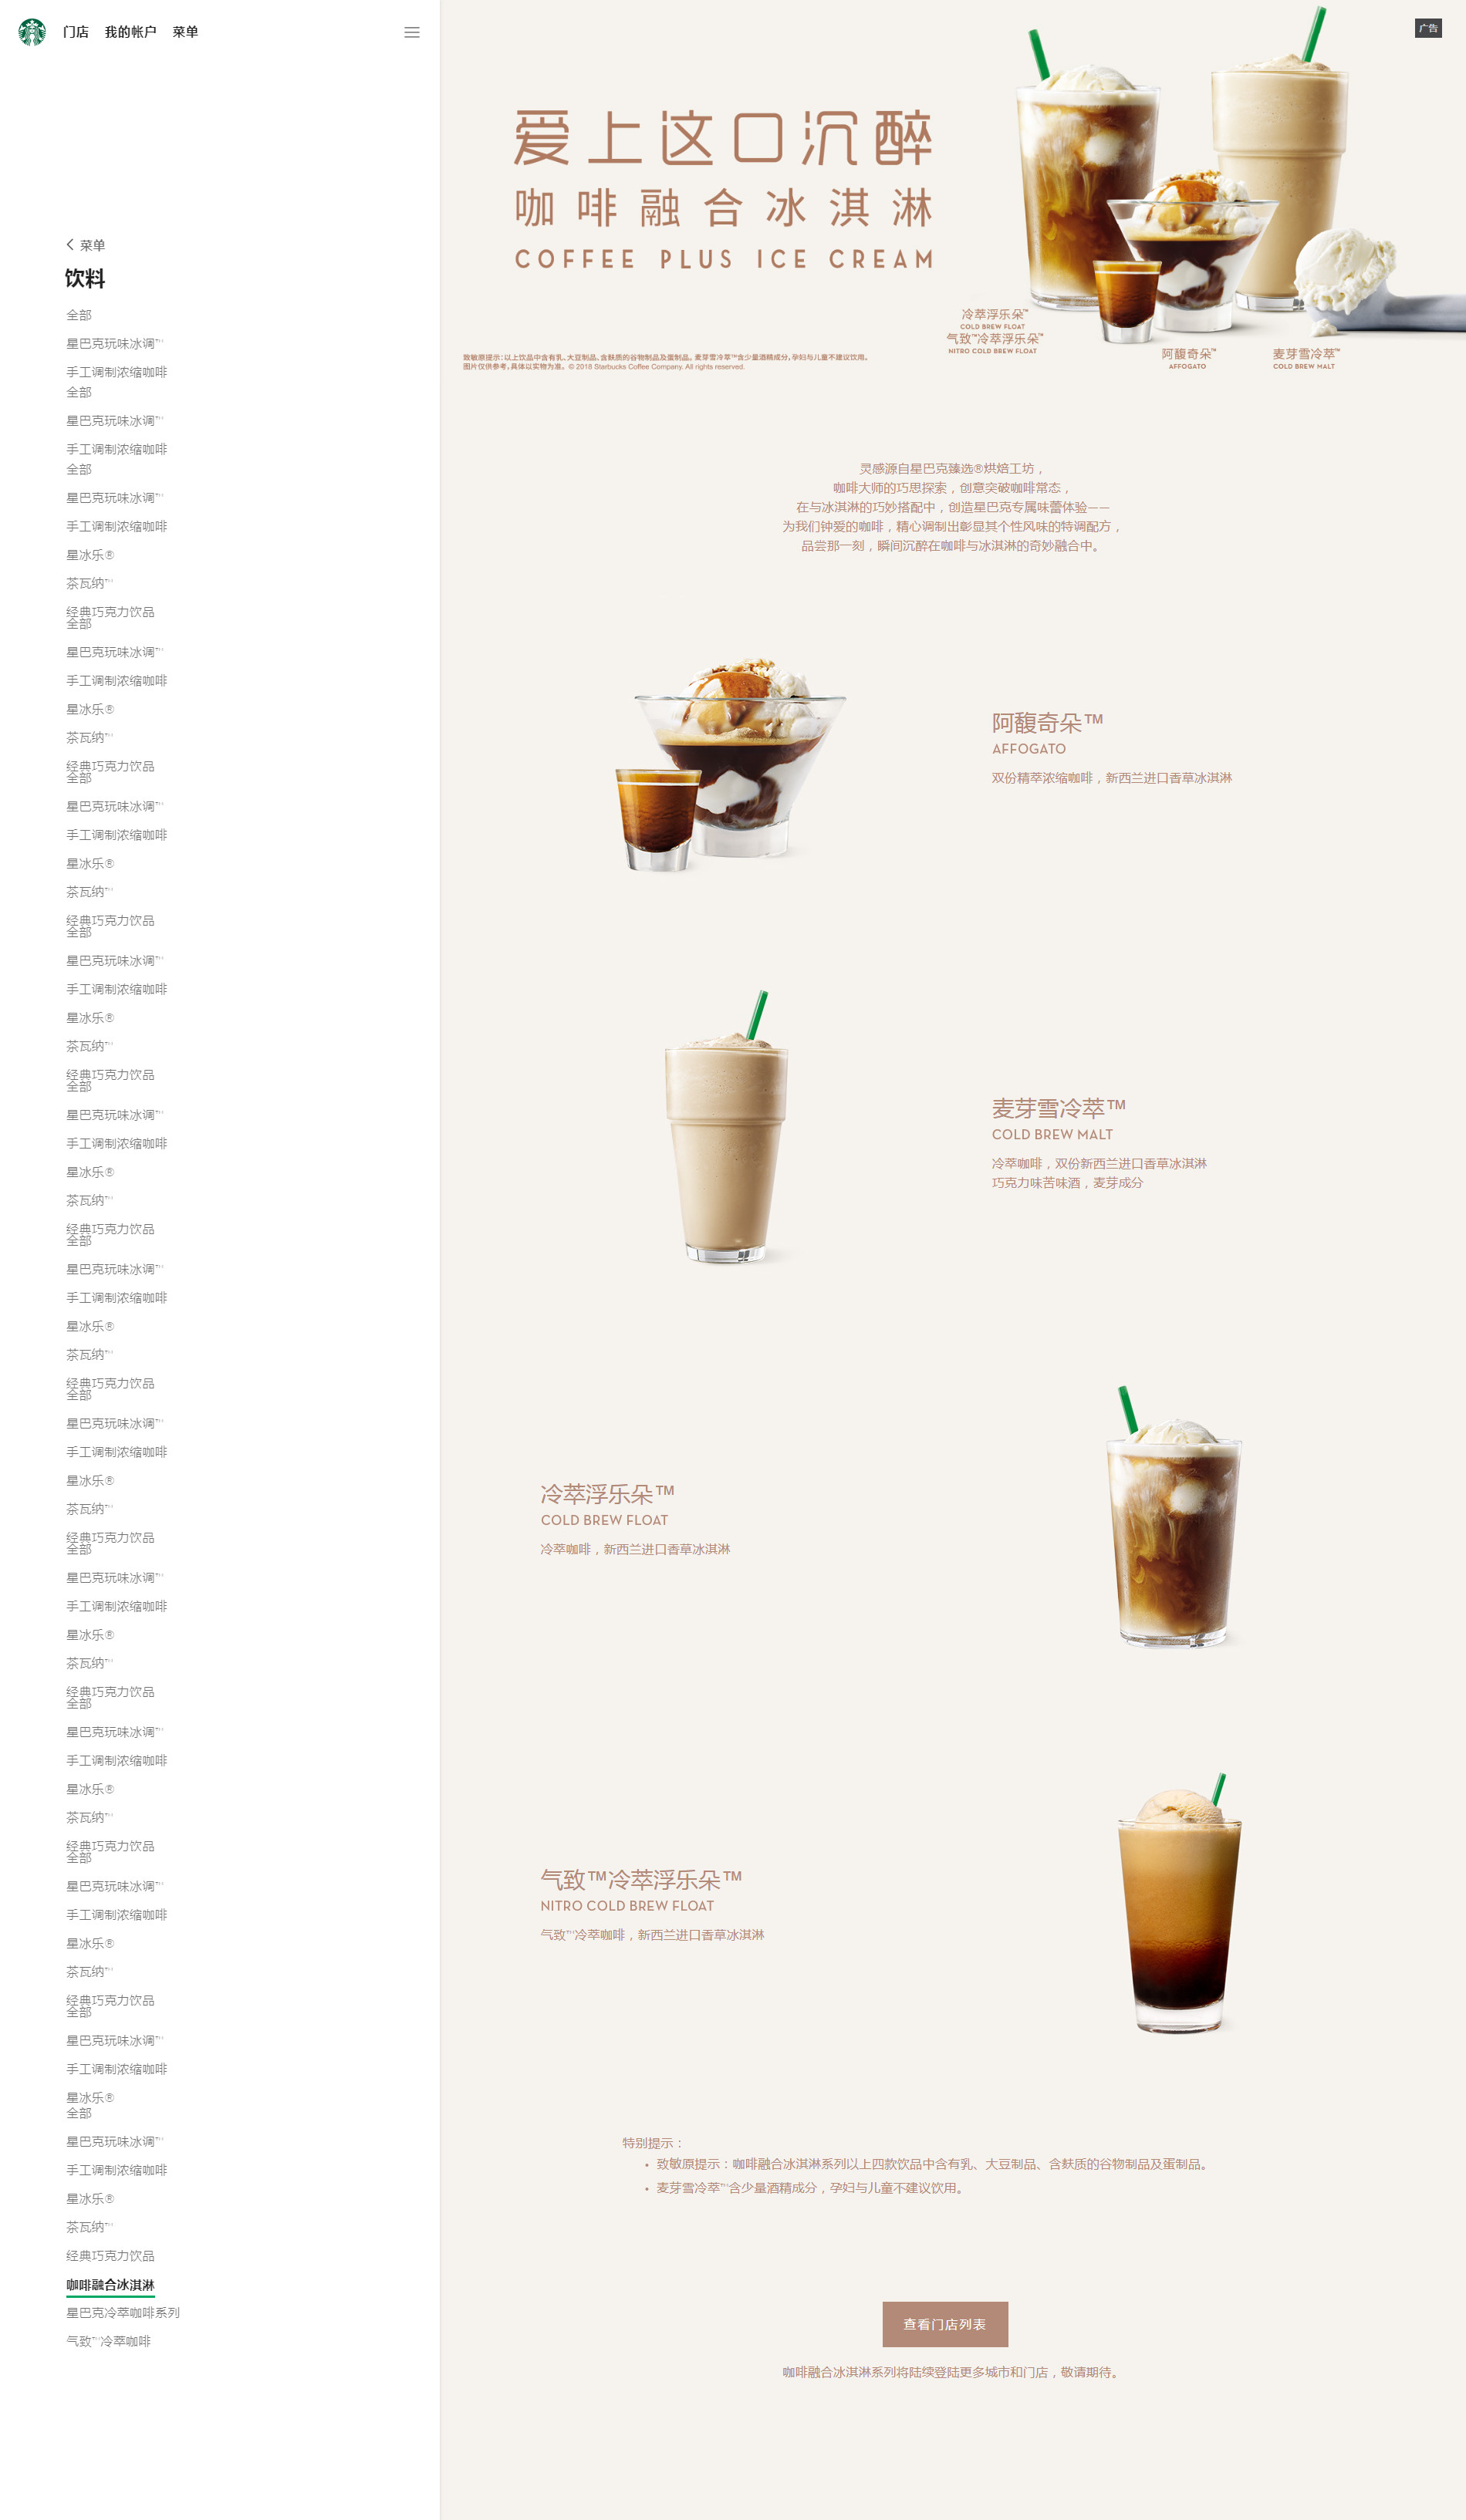 门店 我的帐户 菜单
广告
爱上这口沉醉
咖啡融合冰淇淋
COFFEE PLUS ICE CREAM
冷萃浮乐朵™
COLD BREW FLOAT
气致™冷萃浮乐朵™
NITRO COLD BREW FLOAT
阿馥奇朵™
AFFOGATO
麦芽雪冷萃™
COLD BREW MALT
致敏原提示:以上饮品中含有乳、大豆制品、含麸质的谷物制品及蛋制品。麦芽雪冷萃™含少量酒精成分,孕妇与儿童不建议饮用。
图片仅供参考,具体以实物为准。 © 2018 Starbucks Coffee Company. All rights reserved.
菜单
饮料
全部
星巴克玩味冰调™
手工调制浓缩咖啡
全部
星巴克玩味冰调™
手工调制浓缩咖啡
全部
星巴克玩味冰调™
手工调制浓缩咖啡
星冰乐®
茶瓦纳™
经典巧克力饮品
全部
星巴克玩味冰调™
手工调制浓缩咖啡
星冰乐®
茶瓦纳™
经典巧克力饮品
全部
星巴克玩味冰调™
手工调制浓缩咖啡
星冰乐®
茶瓦纳™
经典巧克力饮品
全部
星巴克玩味冰调™
手工调制浓缩咖啡
星冰乐®
茶瓦纳™
经典巧克力饮品
全部
星巴克玩味冰调™
手工调制浓缩咖啡
星冰乐®
茶瓦纳™
经典巧克力饮品
全部
星巴克玩味冰调™
手工调制浓缩咖啡
星冰乐®
茶瓦纳™
经典巧克力饮品
全部
星巴克玩味冰调™
手工调制浓缩咖啡
星冰乐®
茶瓦纳™
经典巧克力饮品
全部
星巴克玩味冰调™
手工调制浓缩咖啡
星冰乐®
茶瓦纳™
经典巧克力饮品
全部
星巴克玩味冰调™
手工调制浓缩咖啡
星冰乐®
茶瓦纳™
经典巧克力饮品
全部
星巴克玩味冰调™
手工调制浓缩咖啡
星冰乐®
茶瓦纳™
经典巧克力饮品
全部
星巴克玩味冰调™
手工调制浓缩咖啡
星冰乐®
全部
星巴克玩味冰调™
手工调制浓缩咖啡
星冰乐®
茶瓦纳™
经典巧克力饮品
咖啡融合冰淇淋
星巴克冷萃咖啡系列
气致™冷萃咖啡
灵感源自星巴克臻选®烘焙工坊，
咖啡大师的巧思探索，创意突破咖啡常态，
在与冰淇淋的巧妙搭配中，创造星巴克专属味蕾体验——
为我们钟爱的咖啡，精心调制出彰显其个性风味的特调配方，
品尝那一刻，瞬间沉醉在咖啡与冰淇淋的奇妙融合中。
阿馥奇朵™
AFFOGATO
双份精萃浓缩咖啡，新西兰进口香草冰淇淋
麦芽雪冷萃™
COLD BREW MALT
冷萃咖啡，双份新西兰进口香草冰淇淋
巧克力味苦味酒，麦芽成分
冷萃浮乐朵™
COLD BREW FLOAT
冷萃咖啡，新西兰进口香草冰淇淋
气致™冷萃浮乐朵™
NITRO COLD BREW FLOAT
气致™冷萃咖啡，新西兰进口香草冰淇淋
特别提示：
• 致敏原提示：咖啡融合冰淇淋系列以上四款饮品中含有乳、大豆制品、含麸质的谷物制品及蛋制品。
• 麦芽雪冷萃™含少量酒精成分，孕妇与儿童不建议饮用。
查看门店列表
咖啡融合冰淇淋系列将陆续登陆更多城市和门店，敬请期待。